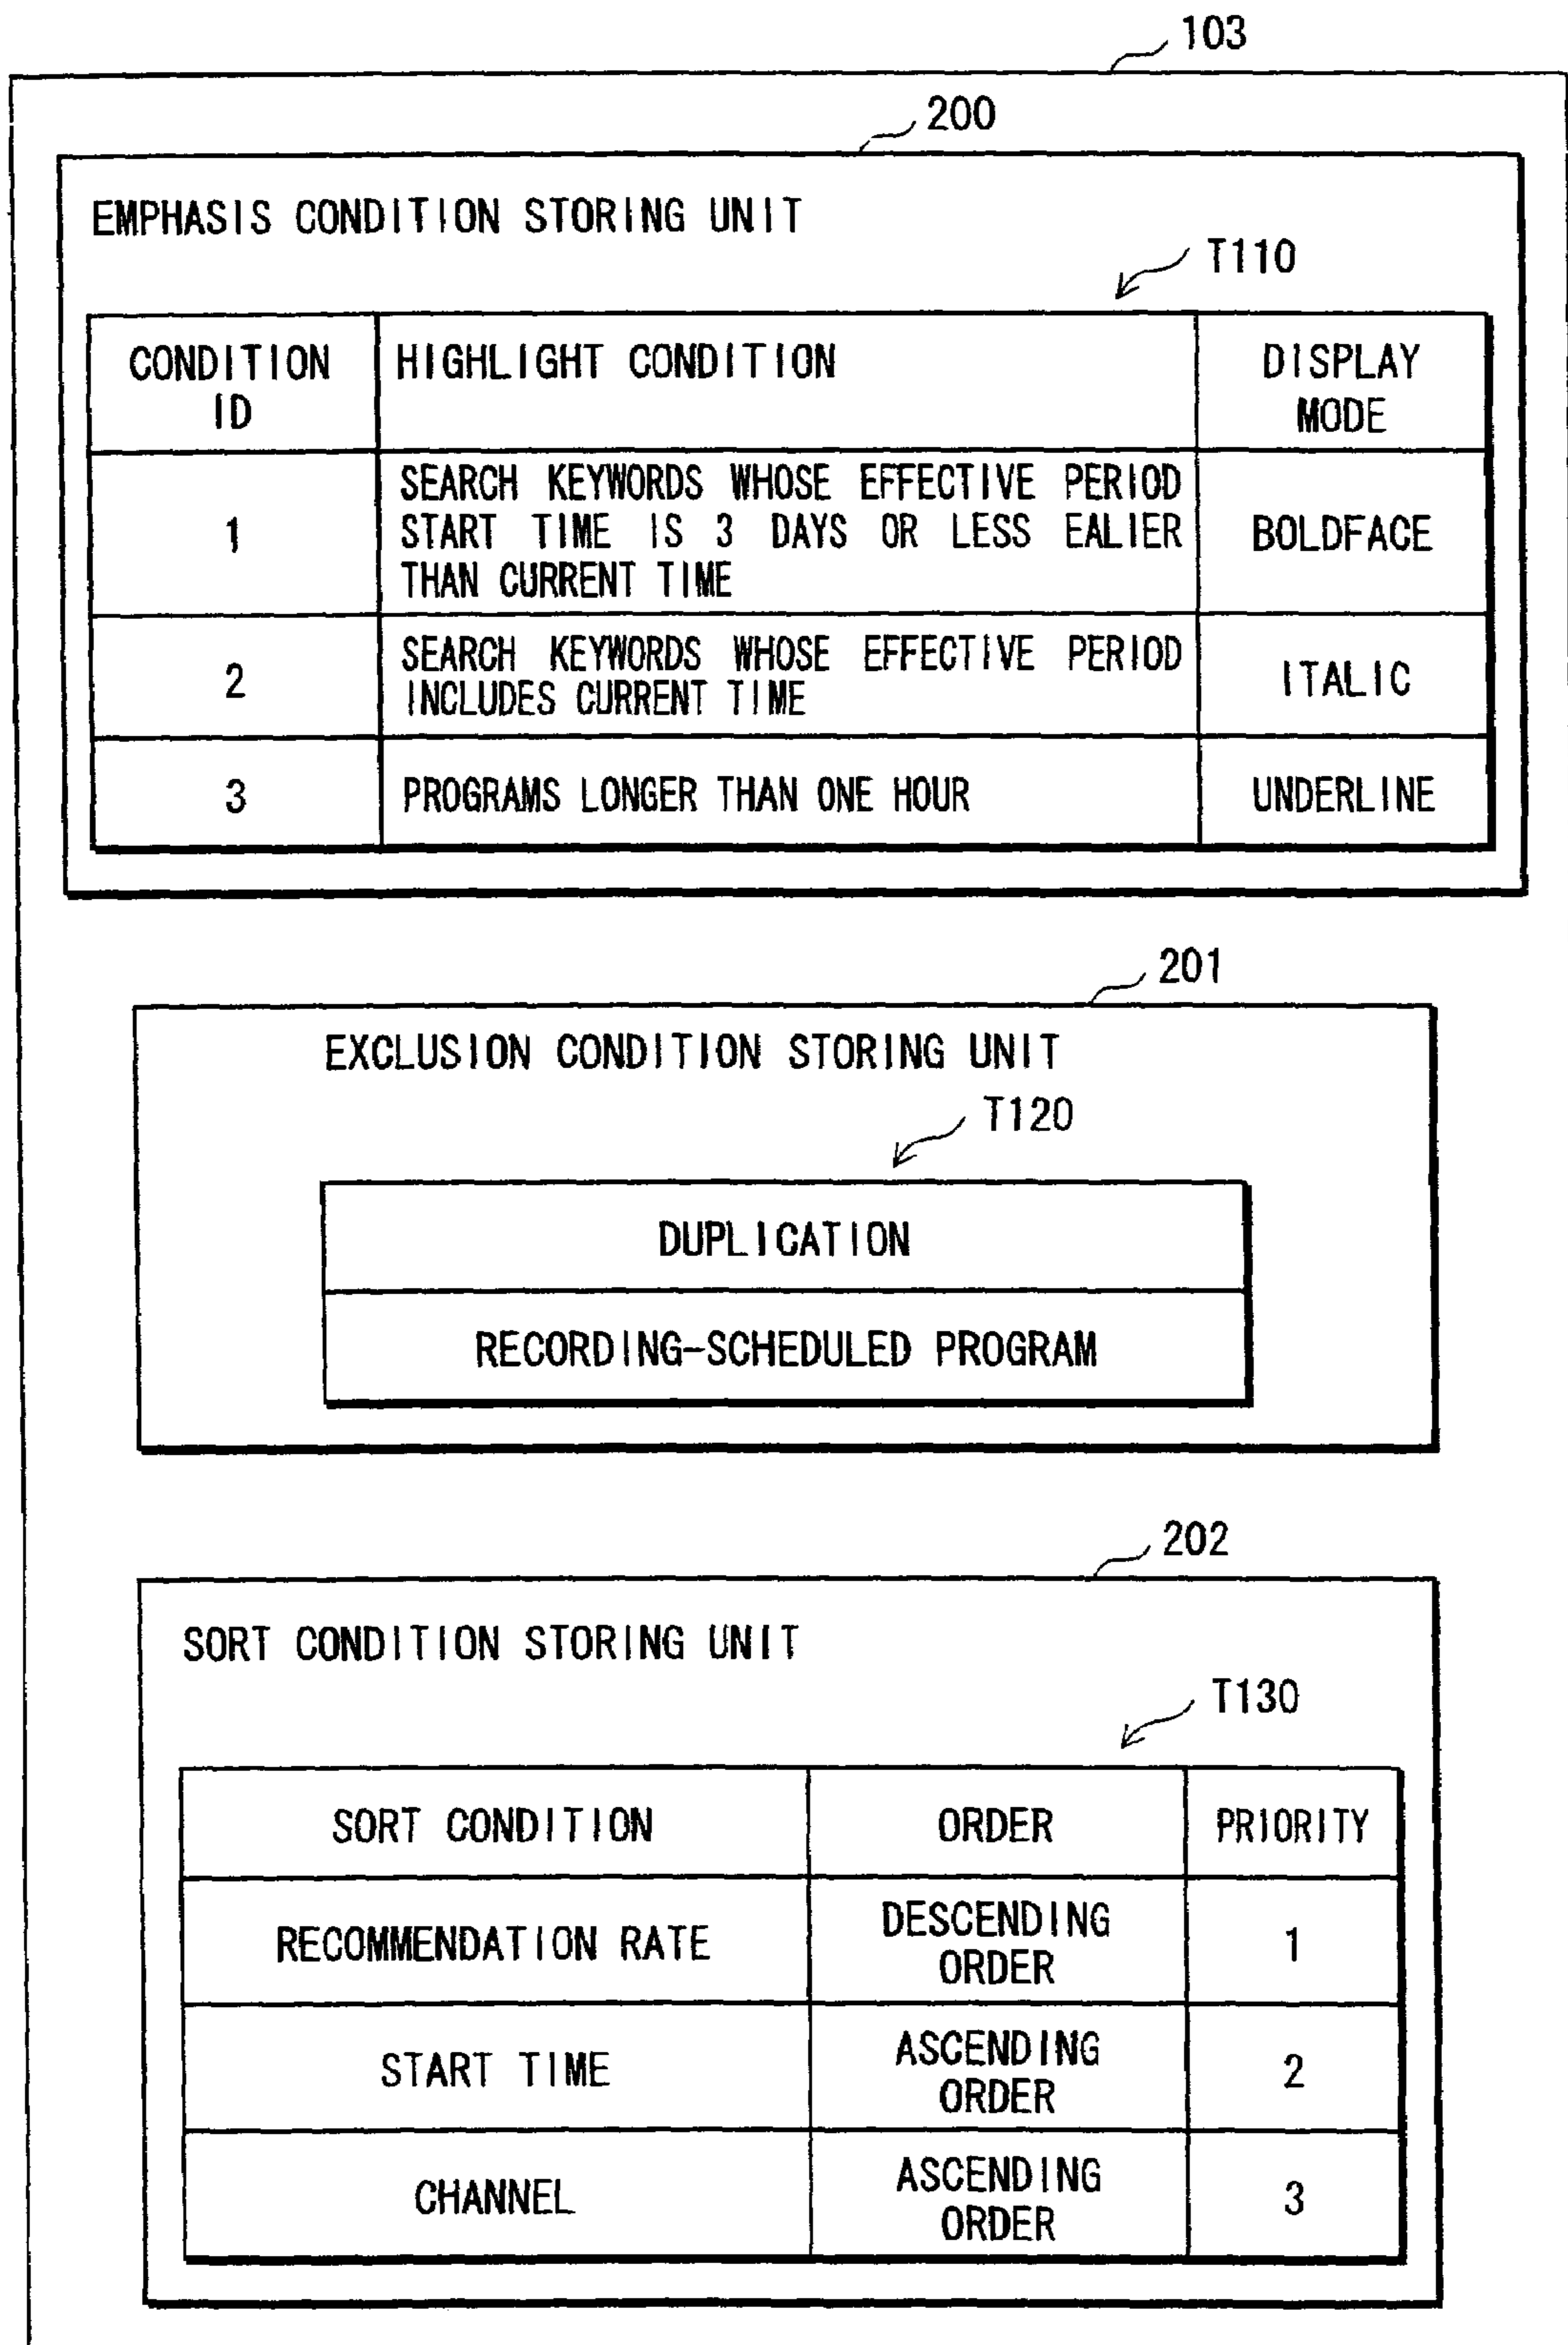 103
200
EMPHASIS CONDITION STORING UNIT
T110
CONDITION ID
HIGHLIGHT CONDITION
DISPLAY MODE
1
SEARCH KEYWORDS WHOSE EFFECTIVE PERIOD
START TIME IS 3 DAYS OR LESS EALIER
THAN CURRENT TIME
BOLDFACE
2
SEARCH KEYWORDS WHOSE EFFECTIVE PERIOD
INCLUDES CURRENT TIME
ITALIC
3
PROGRAMS LONGER THAN ONE HOUR
UNDERLINE
201
EXCLUSION CONDITION STORING UNIT
T120
DUPLICATION
RECORDING-SCHEDULED PROGRAM
202
SORT CONDITION STORING UNIT
T130
SORT CONDITION
ORDER
PRIORITY
RECOMMENDATION RATE
DESCENDING
ORDER
1
START TIME
ASCENDING
ORDER
2
CHANNEL
ASCENDING
ORDER
3